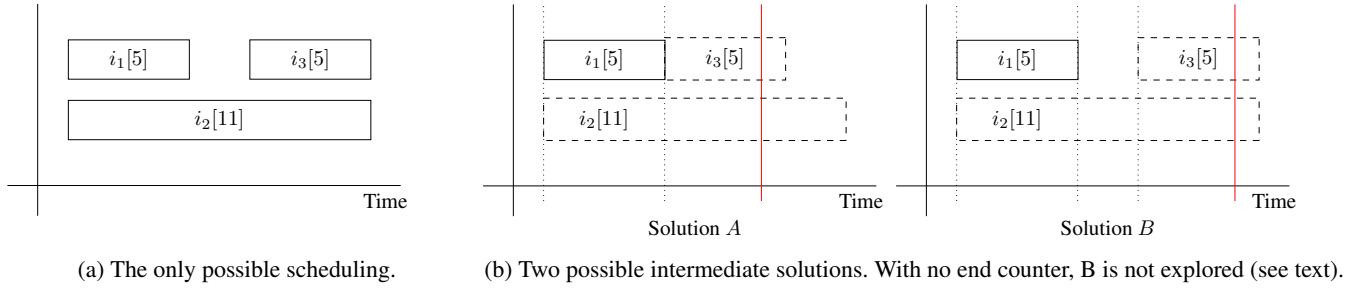 i₁[5] i₃[5]
i₂[11]
Time
(a) The only possible scheduling.
i₁[5] i₃[5]
i₂[11]
Time
Solution A
i₁[5] i₃[5]
i₂[11]
Time
Solution B
(b) Two possible intermediate solutions. With no end counter, B is not explored (see text).